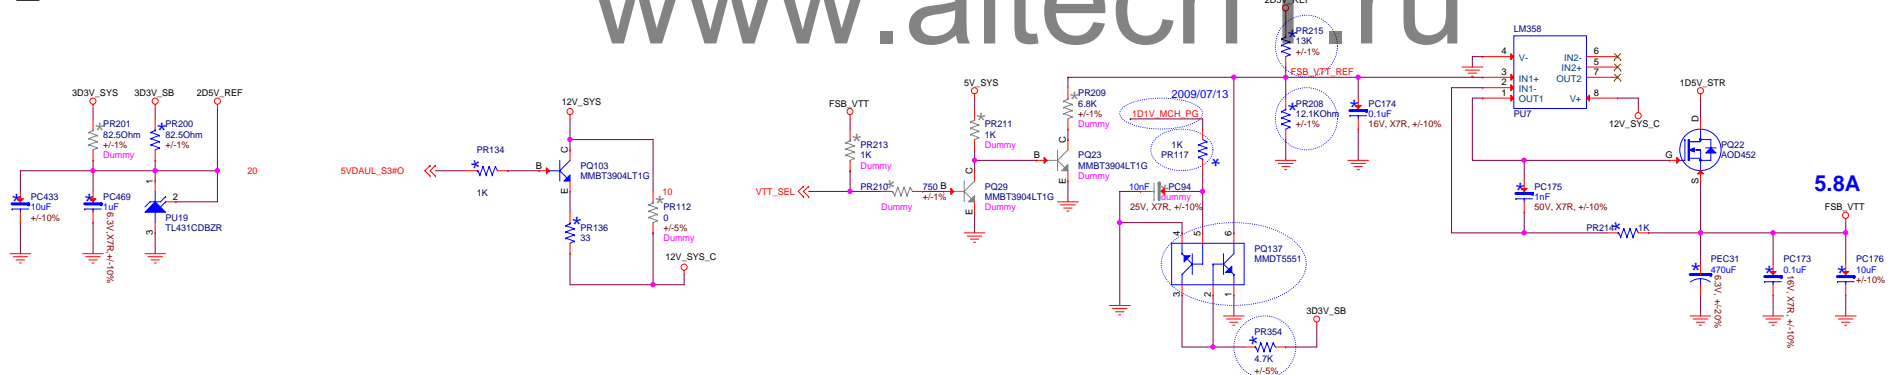 www.aitech1.ru
3D3V_SYS
3D3V_SB
2D5V_REF
PR201
82.5Ohm
+/-1%
Dummy
PR200
82.5Ohm
+/-1%
20
PC433
10uF
+/-10%
PC469
1uF
6.3V,X7R,+/-10%
1
2
3
PU19
TL431CDBZR
5VDAUL_S3#O
PR134
1K
12V_SYS
B
C
E
PQ103
MMBT3904LT1G
PR136
33
10
PR112
0
+/-5%
Dummy
12V_SYS_C
FSB_VTT
PR213
1K
Dummy
VTT_SEL
PR210
Dummy
750
+/-1%
B
C
E
5V_SYS
PR211
1K
Dummy
PQ29
MMBT3904LT1G
Dummy
PR209
6.8K
+/-1%
Dummy
B
C
E
PQ23
MMBT3904LT1G
Dummy
2009/07/13
1D1V_MCH_PG
1K
PR117
10nF
PC94
dummy
25V, X7R, +/-10%
4
5
6
3
2
1
PQ137
MMDT5551
3D3V_SB
PR354
4.7K
+/-5%
PR215
13K
+/-1%
FSB_VTT_REF
PR208
12.1KOhm
+/-1%
PC174
0.1uF
16V, X7R, +/-10%
LM358
4
V-
3
IN1+
2
IN1-
1
OUT1
IN2-
6
IN2+
5
OUT2
7
V+
8
PU7
12V_SYS_C
1D5V_STR
D
G
S
PQ22
AOD452
PC175
1nF
50V, X7R, +/-10%
PR214
1K
5.8A
FSB_VTT
PEC31
470uF
6.3V, +/-20%
PC173
0.1uF
16V, X7R, +/-10%
PC176
10uF
+/-10%